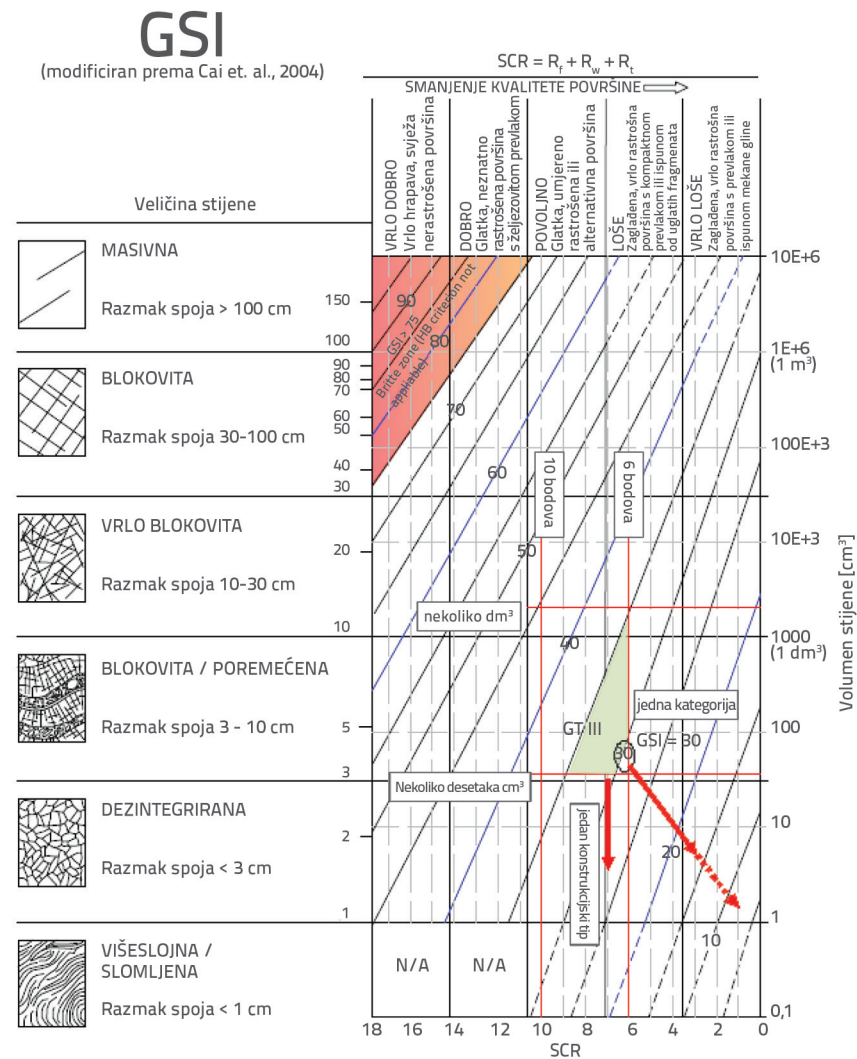 GSI
(modificiran prema Cai et. al., 2004)
SCR = Rf + Rw + Rt
SMANJENJE KVALITETE POVRŠINE
VRLO DOBRO
Vrlo hrapava, svježa
nerastrošena površina
DOBRO
Glatka, neznatno
rastrošena površina
s željezovitom prevlakom
POVOLJNO
Glatka, umjereno
rastrošena ili
alternativna površina
LOŠE
Zaglađena, vrlo rastrošna
površina s kompaktnom
prevlakom ili ispunom
od uglatih fragmenata
VRLO LOŠE
Zaglađena, vrlo rastrošna
površina s prevlakom ili
ispunom mekane gline
Veličina stijene
MASIVNA
Razmak spoja > 100 cm
BLOKOVITA
Razmak spoja 30-100 cm
VRLO BLOKOVITA
Razmak spoja 10-30 cm
BLOKOVITA / POREMEĆENA
Razmak spoja 3 - 10 cm
DEZINTEGRIRANA
Razmak spoja < 3 cm
VIŠESLOJNA /
SLOMLJENA
Razmak spoja < 1 cm
150
100
90
80
70
60
50
40
30
20
10
5
3
2
1
90
GSI > 75
Britte zone (HB criterion not
appliable)
80
70
60
50
40
30
20
10
10 bodova
6 bodova
nekoliko dm³
jedna kategorija
GT III
GSI = 30
Nekoliko desetaka cm³
jedan konstrukcijski tip
N/A
N/A
10E+6
1E+6
(1 m³)
100E+3
10E+3
1000
(1 dm³)
100
10
1
0,1
Volumen stijene [cm³]
18 16 14 12 10 8 6 4 2 0
SCR